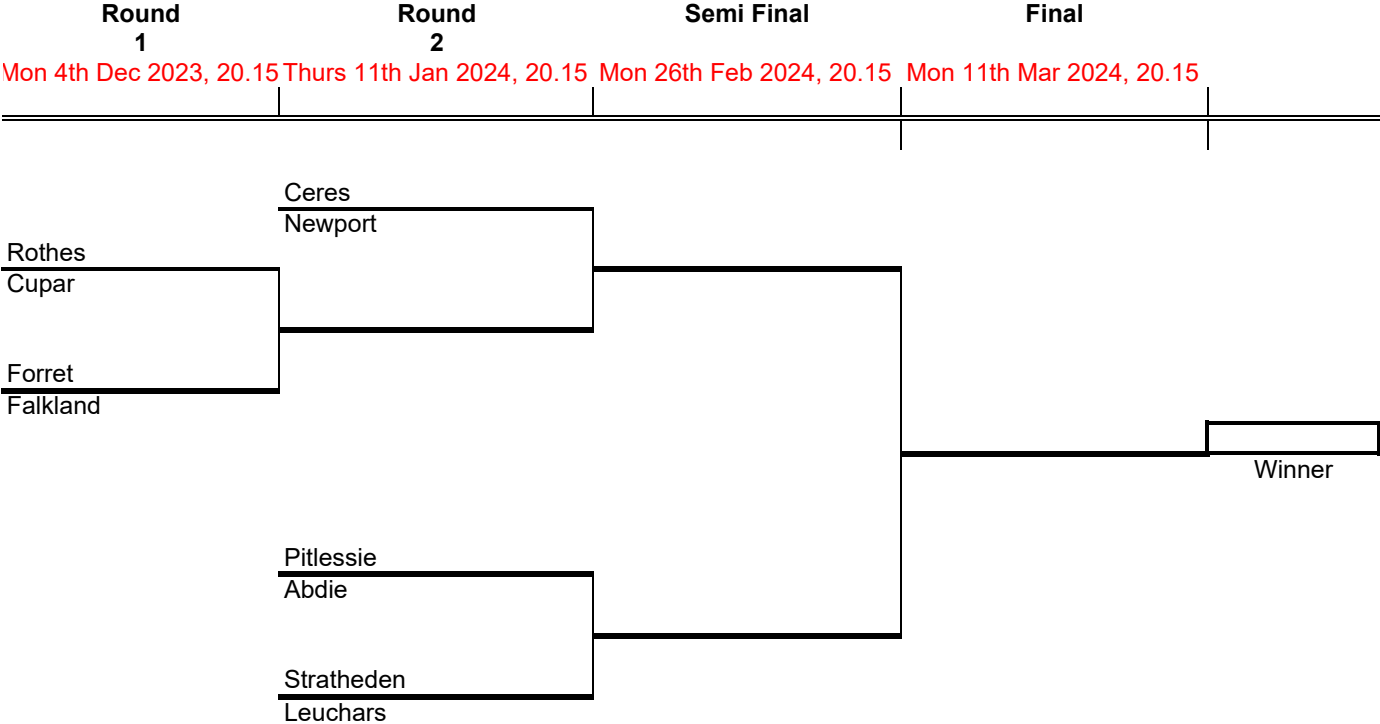 Round 1
Round 2
Semi Final
Final
Mon 4th Dec 2023, 20.15
Thurs 11th Jan 2024, 20.15
Mon 26th Feb 2024, 20.15
Mon 11th Mar 2024, 20.15
Ceres
Newport
Rothes
Cupar
Forret
Falkland
Winner
Pitlessie
Abdie
Stratheden
Leuchars